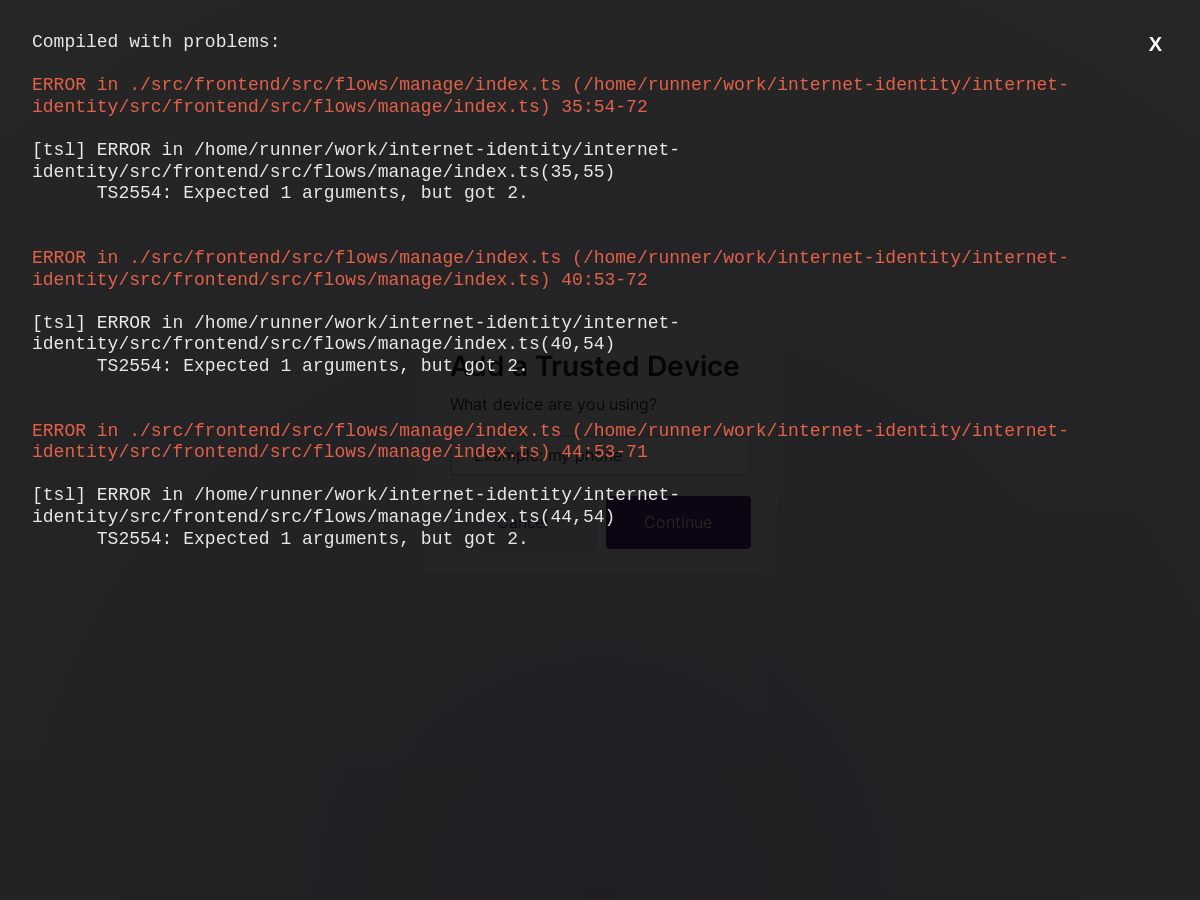 Compiled with problems:
X
ERROR in ./src/frontend/src/flows/manage/index.ts (/home/runner/work/internet-identity/internet-
identity/src/frontend/src/flows/manage/index.ts) 35:54-72
[tsl] ERROR in /home/runner/work/internet-identity/internet-
identity/src/frontend/src/flows/manage/index.ts(35,55)
TS2554: Expected 1 arguments, but got 2.
ERROR in ./src/frontend/src/flows/manage/index.ts (/home/runner/work/internet-identity/internet-
identity/src/frontend/src/flows/manage/index.ts) 40:53-72
[tsl] ERROR in /home/runner/work/internet-identity/internet-
identity/src/frontend/src/flows/manage/index.ts(40,54)
TS2554: Expected 1 arguments, but got 2.
Add a Trusted Device
What device are you using?
ERROR in ./src/frontend/src/flows/manage/index.ts (/home/runner/work/internet-identity/internet-
identity/src/frontend/src/flows/manage/index.ts) 44:53-71
Example: my phone
[tsl] ERROR in /home/runner/work/internet-identity/internet-
identity/src/frontend/src/flows/manage/index.ts(44,54)
TS2554: Expected 1 arguments, but got 2.
Cancel
Continue